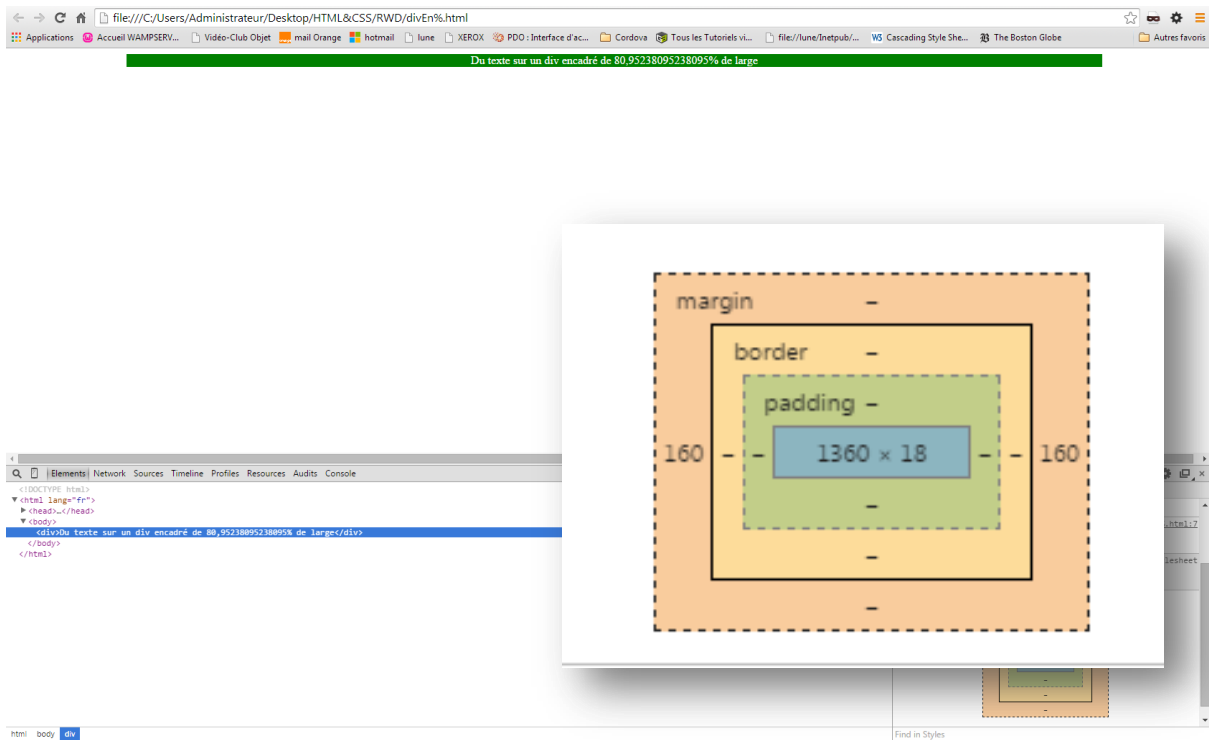 file:///C:/Users/Administrateur/Desktop/HTML&CSS/RWD/divEn%.html
Applications Accueil WAMPSERV... Vidéo-Club Objet mail Orange hotmail lune XEROX PDO : Interface d'ac... Cordova Tous les Tutoriels vi... file://lune/Inetpub/... Cascading Style She... The Boston Globe Autres favoris
Du texte sur un div encadré de 80,95238095238095% de large
margin –
border –
padding –
160 – – 1360 × 18 – – 160
–
–
–
Elements Network Sources Timeline Profiles Resources Audits Console
<!DOCTYPE html>
▼<html lang="fr">
▶<head>…</head>
▼<body>
<div>Du texte sur un div encadré de 80,95238095238095% de large</div>
</body>
</html>
…html:7
lesheet
–
–
–
html body div
Find in Styles